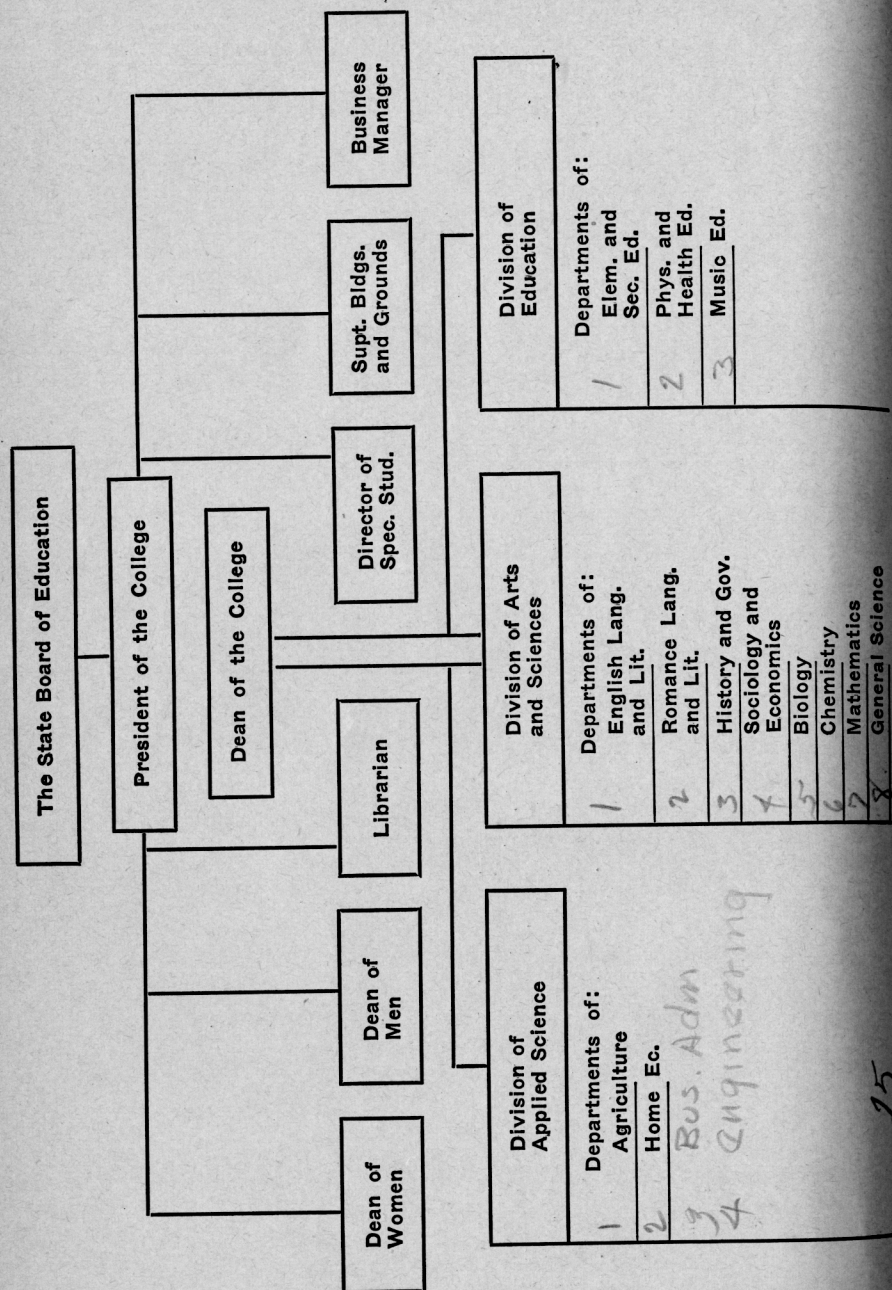 The State Board of Education
President of the College
Dean of the College
Dean of
Women
Dean of
Men
Librarian
Director of
Spec. Stud.
Supt. Bldgs.
and Grounds
Business
Manager
Division of
Applied Science
Departments of:
1 Agriculture
2 Home Ec.
3 Bus. Adm
4 Engineering
Division of Arts
and Sciences
Departments of:
1 English Lang.
and Lit.
2 Romance Lang.
and Lit.
3 History and Gov.
4 Sociology and
Economics
5 Biology
6 Chemistry
7 Mathematics
8 General Science
Division of
Education
Departments of:
1 Elem. and
Sec. Ed.
2 Phys. and
Health Ed.
3 Music Ed.